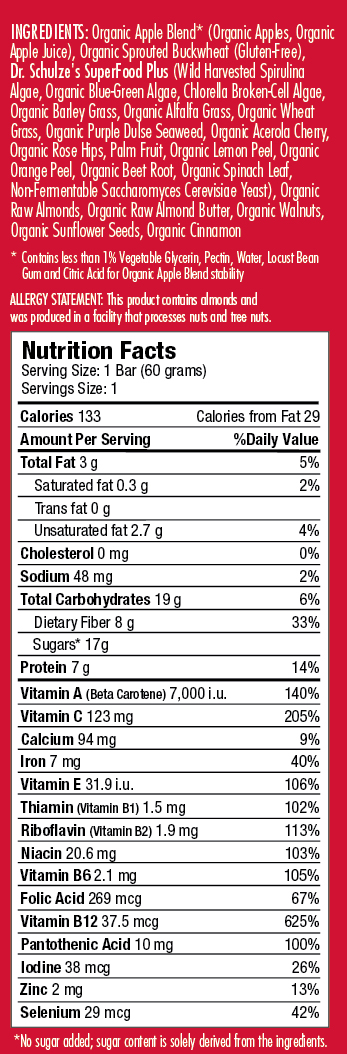 INGREDIENTS: Organic Apple Blend* (Organic Apples, Organic
Apple Juice), Organic Sprouted Buckwheat (Gluten-Free),
Dr. Schulze's SuperFood Plus (Wild Harvested Spirulina
Algae, Organic Blue-Green Algae, Chlorella Broken-Cell Algae,
Organic Barley Grass, Organic Alfalfa Grass, Organic Wheat
Grass, Organic Purple Dulse Seaweed, Organic Acerola Cherry,
Organic Rose Hips, Palm Fruit, Organic Lemon Peel, Organic
Orange Peel, Organic Beet Root, Organic Spinach Leaf,
Non-Fermentable Saccharomyces Cerevisiae Yeast), Organic
Raw Almonds, Organic Raw Almond Butter, Organic Walnuts,
Organic Sunflower Seeds, Organic Cinnamon
* Contains less than 1% Vegetable Glycerin, Pectin, Water, Locust Bean
Gum and Citric Acid for Organic Apple Blend stability
ALLERGY STATEMENT: This product contains almonds and
was produced in a facility that processes nuts and tree nuts.
Nutrition Facts
Serving Size: 1 Bar (60 grams)
Servings Size: 1
Calories 133 Calories from Fat 29
Amount Per Serving %Daily Value
Total Fat 3 g 5%
Saturated fat 0.3 g 2%
Trans fat 0 g
Unsaturated fat 2.7 g 4%
Cholesterol 0 mg 0%
Sodium 48 mg 2%
Total Carbohydrates 19 g 6%
Dietary Fiber 8 g 33%
Sugars* 17g
Protein 7 g 14%
Vitamin A (Beta Carotene) 7,000 i.u. 140%
Vitamin C 123 mg 205%
Calcium 94 mg 9%
Iron 7 mg 40%
Vitamin E 31.9 i.u. 106%
Thiamin (Vitamin B1) 1.5 mg 102%
Riboflavin (Vitamin B2) 1.9 mg 113%
Niacin 20.6 mg 103%
Vitamin B6 2.1 mg 105%
Folic Acid 269 mcg 67%
Vitamin B12 37.5 mcg 625%
Pantothenic Acid 10 mg 100%
Iodine 38 mcg 26%
Zinc 2 mg 13%
Selenium 29 mcg 42%
*No sugar added; sugar content is solely derived from the ingredients.